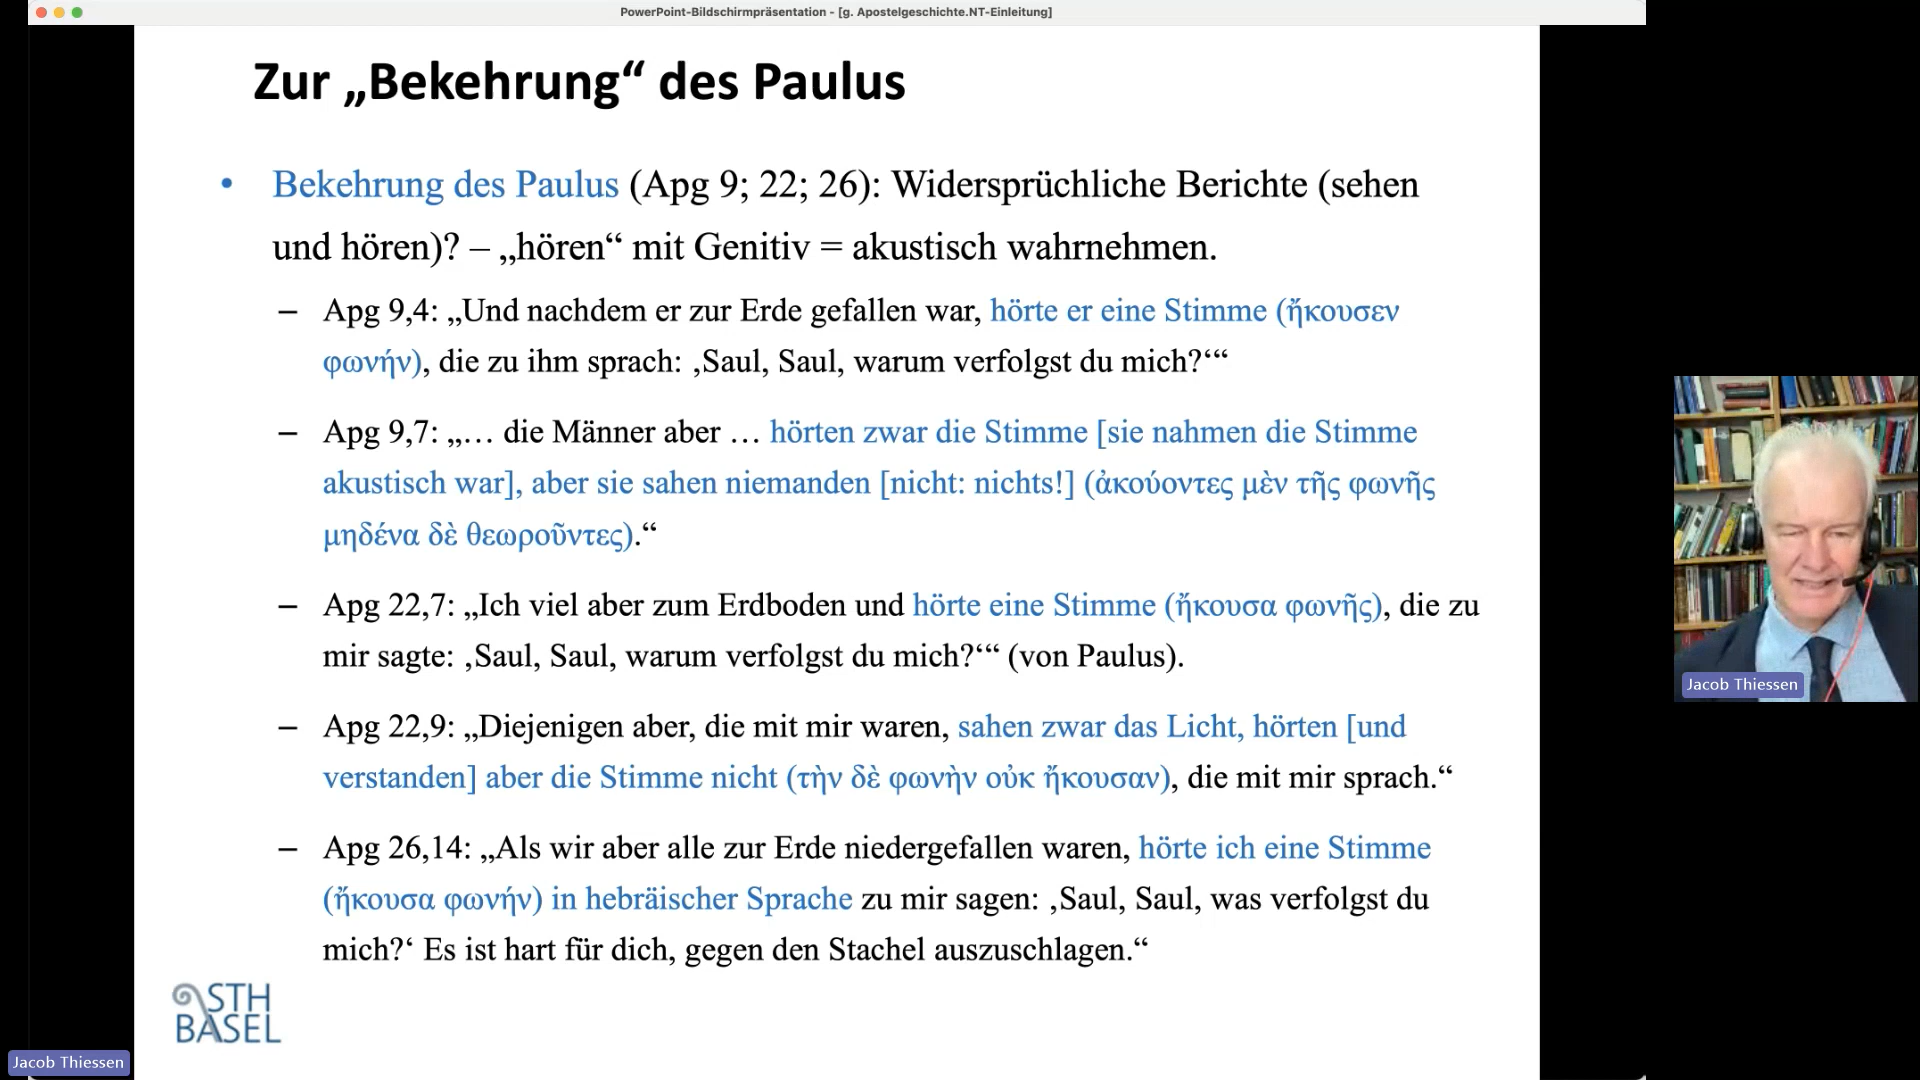 PowerPoint-Bildschirmpräsentation - [g. Apostelgeschichte.NT-Einleitung]
Zur „Bekehrung“ des Paulus
• Bekehrung des Paulus (Apg 9; 22; 26): Widersprüchliche Berichte (sehen
und hören)? – „hören“ mit Genitiv = akustisch wahrnehmen.
– Apg 9,4: „Und nachdem er zur Erde gefallen war, hörte er eine Stimme (ἤκουσεν
φωνήν), die zu ihm sprach: ‚Saul, Saul, warum verfolgst du mich?‘“
– Apg 9,7: „… die Männer aber … hörten zwar die Stimme [sie nahmen die Stimme
akustisch war], aber sie sahen niemanden [nicht: nichts!] (ἀκούοντες μὲν τῆς φωνῆς
μηδένα δὲ θεωροῦντες).“
– Apg 22,7: „Ich viel aber zum Erdboden und hörte eine Stimme (ἤκουσα φωνῆς), die zu
mir sagte: ‚Saul, Saul, warum verfolgst du mich?‘“ (von Paulus).
– Apg 22,9: „Diejenigen aber, die mit mir waren, sahen zwar das Licht, hörten [und
verstanden] aber die Stimme nicht (τὴν δὲ φωνὴν οὐκ ἤκουσαν), die mit mir sprach.“
– Apg 26,14: „Als wir aber alle zur Erde niedergefallen waren, hörte ich eine Stimme
(ἤκουσα φωνήν) in hebräischer Sprache zu mir sagen: ‚Saul, Saul, was verfolgst du
mich?‘ Es ist hart für dich, gegen den Stachel auszuschlagen.“
STH
BASEL
Jacob Thiessen
Jacob Thiessen